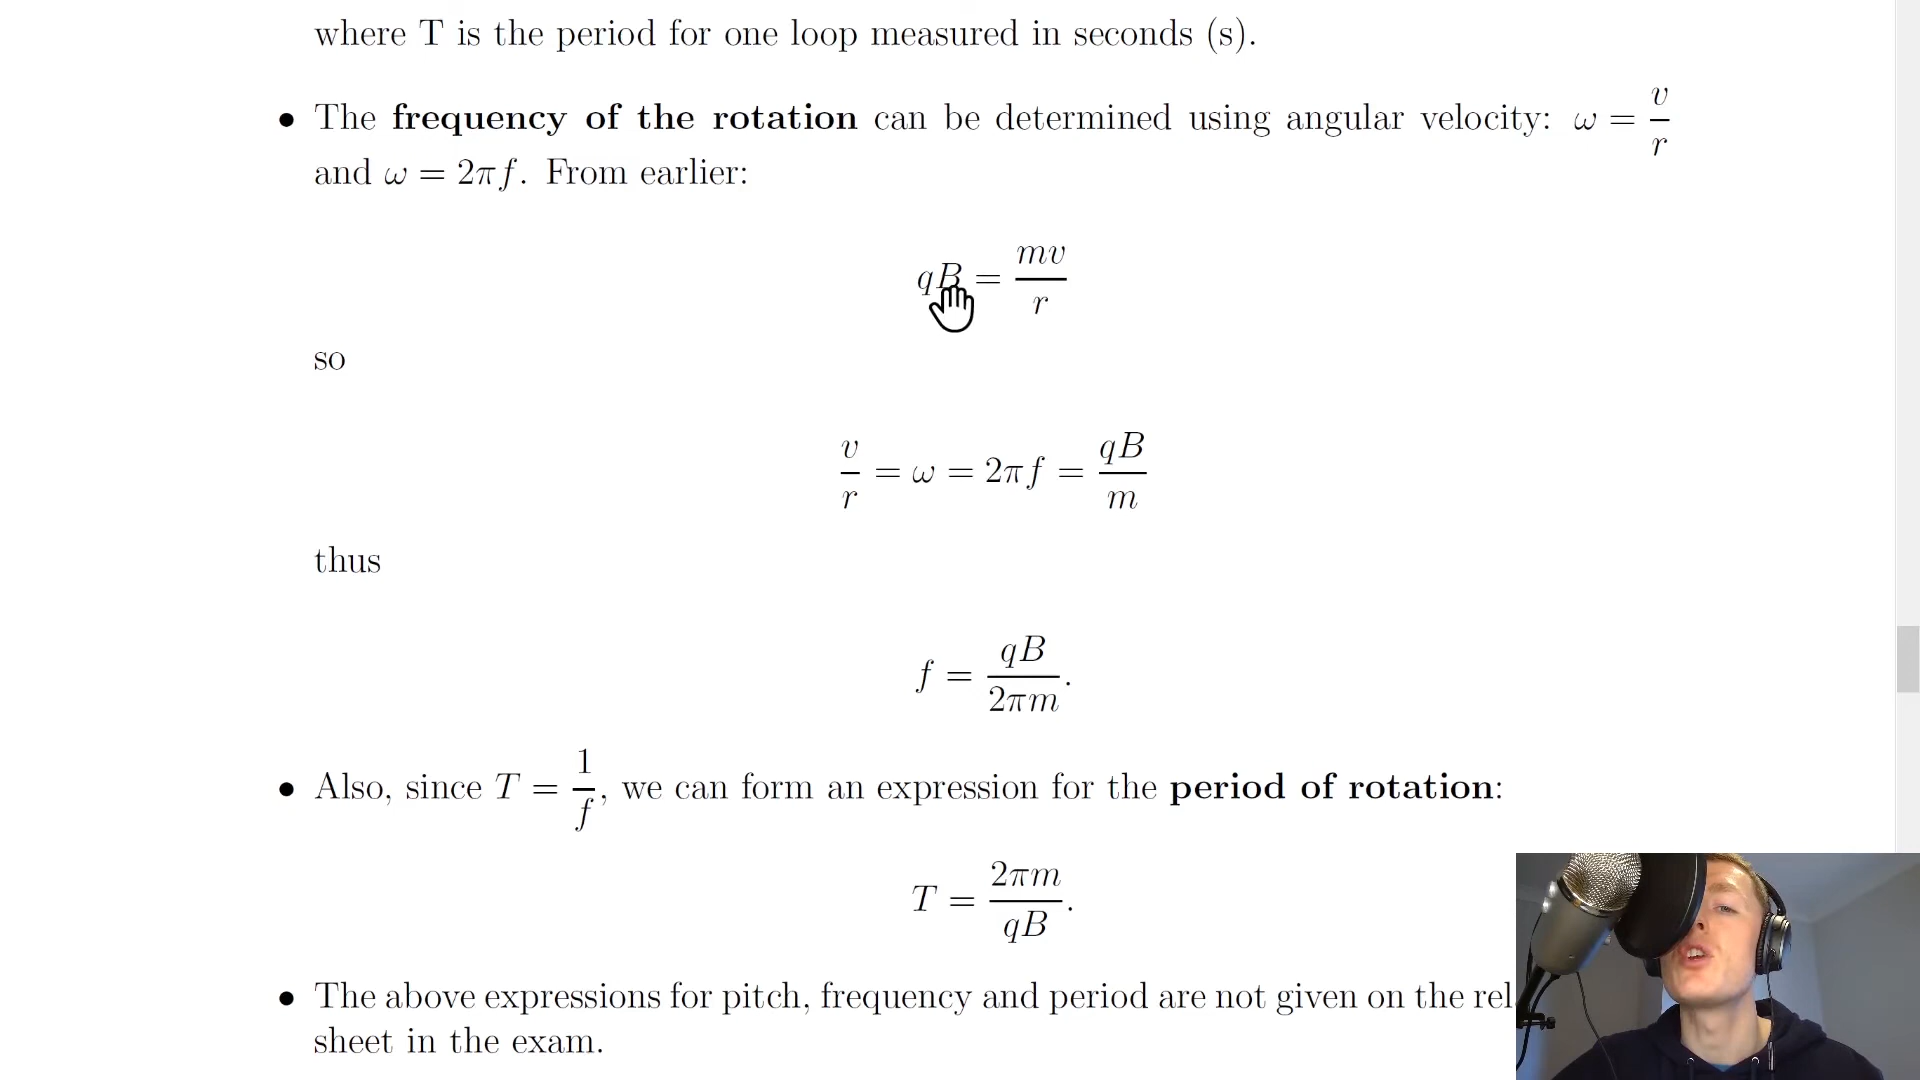 where T is the period for one loop measured in seconds (s).
• The frequency of the rotation can be determined using angular velocity: ω = v/r
and ω = 2πf. From earlier:
qB = mv/r
so
v/r = ω = 2πf = qB/m
thus
f = qB/2πm.
• Also, since T = 1/f, we can form an expression for the period of rotation:
T = 2πm/qB.
• The above expressions for pitch, frequency and period are not given on the
sheet in the exam.